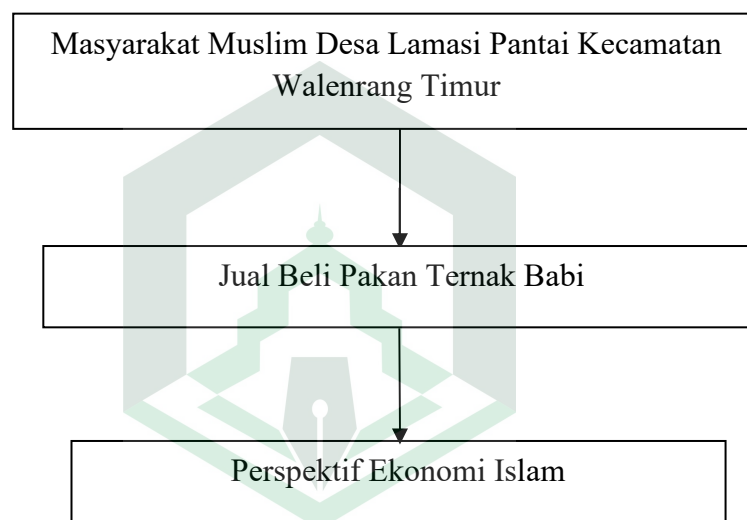 Masyarakat Muslim Desa Lamasi Pantai Kecamatan
Walenrang Timur
Jual Beli Pakan Ternak Babi
Perspektif Ekonomi Islam